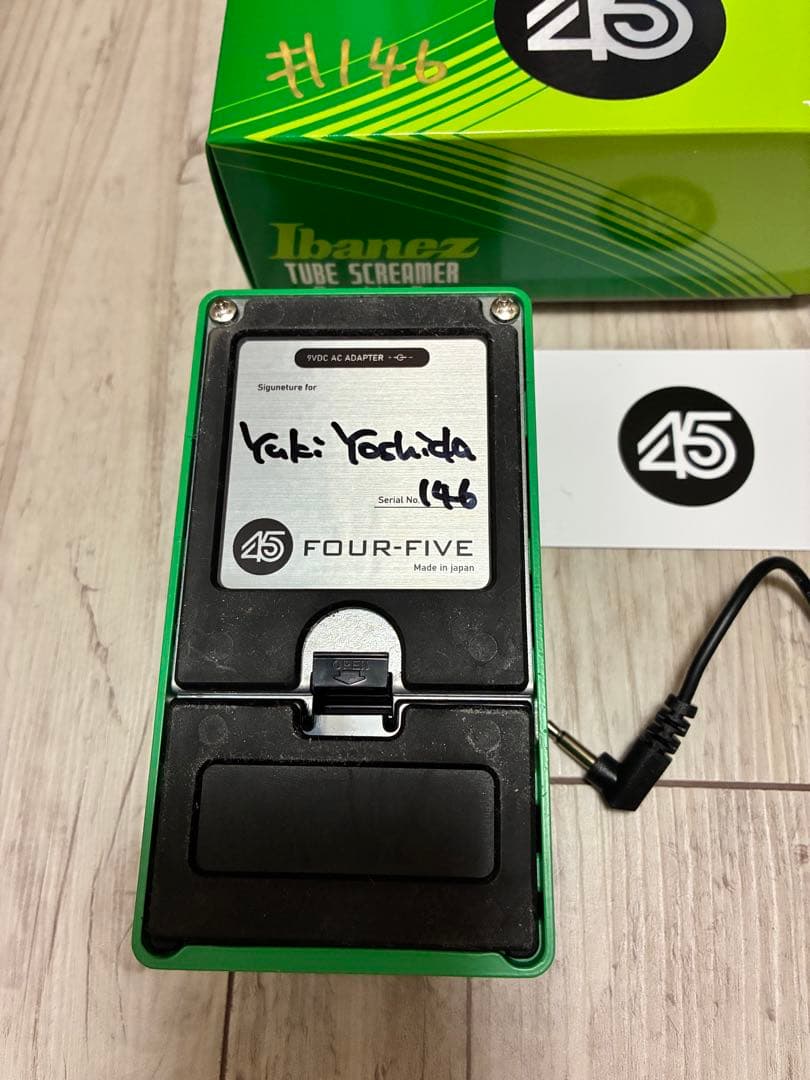 #146
45
Ibanez
TUBE SCREAMER
9VDC AC ADAPTER
Siguneture for
Yuki Yoshida
Serial No. 146
45 FOUR-FIVE
Made in japan
45
OPEN